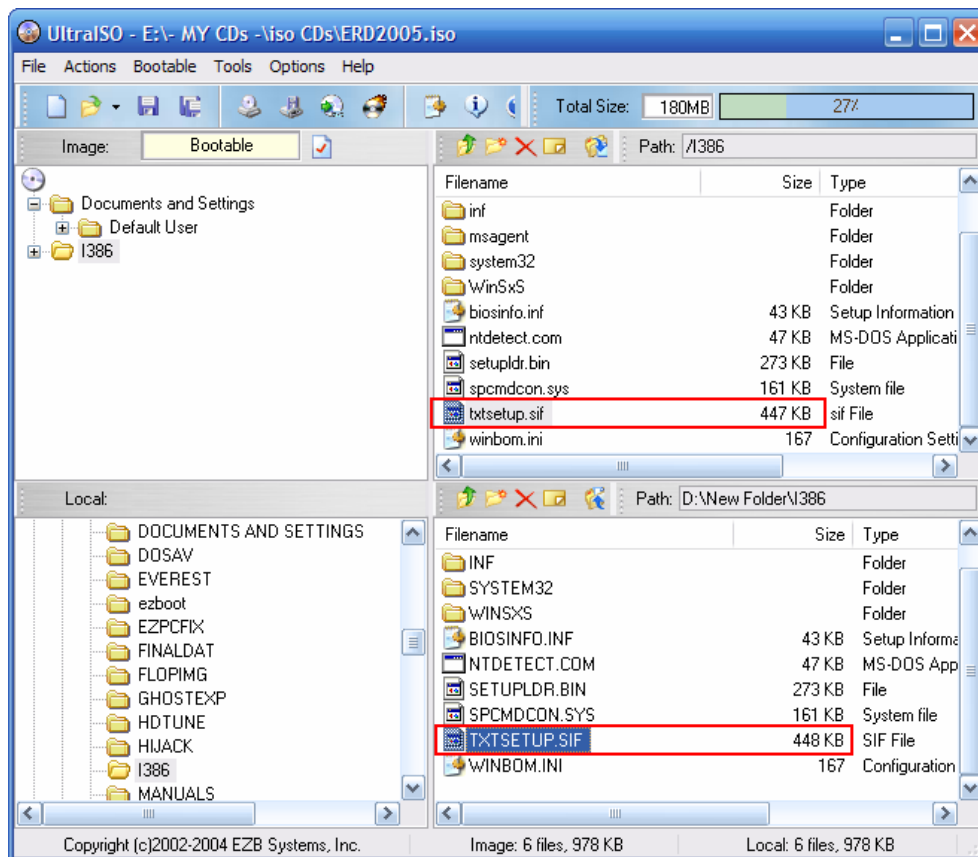 UltraISO - E:\- MY CDs -\iso CDs\ERD2005.iso
File Actions Bootable Tools Options Help
Total Size: 180MB 27%
Image: Bootable Path: /I386
Documents and Settings
Default User
I386
Filename Size Type
inf Folder
msagent Folder
system32 Folder
WinSxS Folder
biosinfo.inf 43 KB Setup Information
ntdetect.com 47 KB MS-DOS Applicati
setupldr.bin 273 KB File
spcmdcon.sys 161 KB System file
txtsetup.sif 447 KB sif File
winbom.ini 167 Configuration Setti
Local: Path: D:\New Folder\I386
DOCUMENTS AND SETTINGS
DOSAV
EVEREST
ezboot
EZPCFIX
FINALDAT
FLOPIMG
GHOSTEXP
HDTUNE
HIJACK
I386
MANUALS
Filename Size Type
INF Folder
SYSTEM32 Folder
WINSXS Folder
BIOSINFO.INF 43 KB Setup Informa
NTDETECT.COM 47 KB MS-DOS App
SETUPLDR.BIN 273 KB File
SPCMDCON.SYS 161 KB System file
TXTSETUP.SIF 448 KB SIF File
WINBOM.INI 167 Configuration
Copyright (c)2002-2004 EZB Systems, Inc. Image: 6 files, 978 KB Local: 6 files, 978 KB